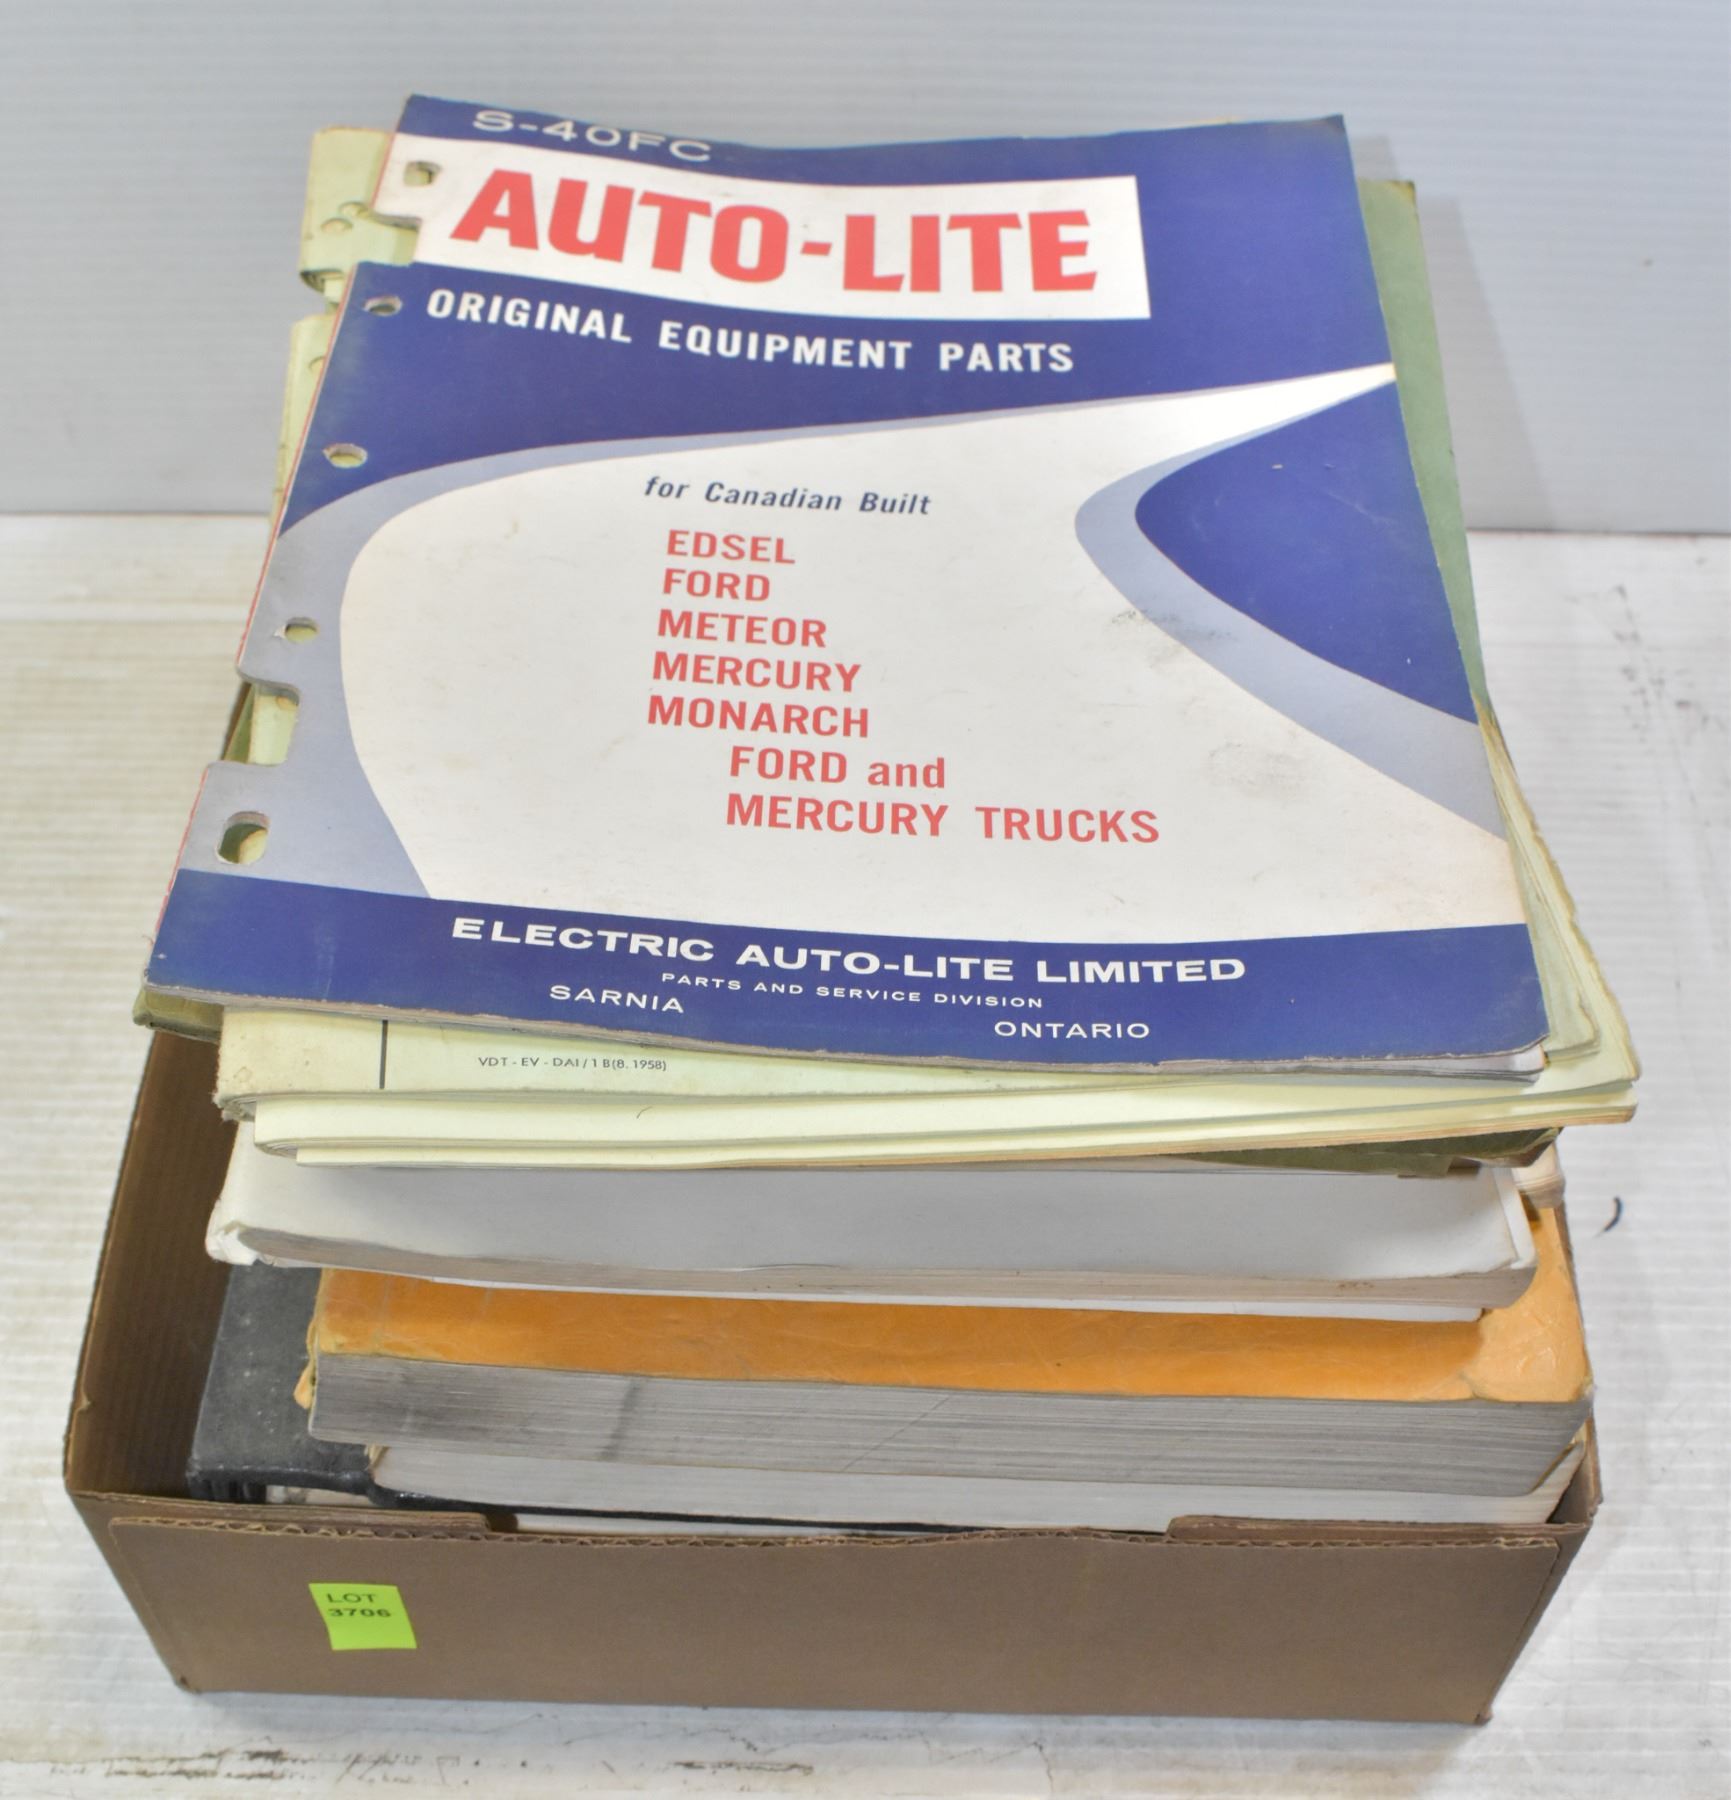 S-40FC
AUTO-LITE
ORIGINAL EQUIPMENT PARTS
for Canadian Built
EDSEL
FORD
METEOR
MERCURY
MONARCH
FORD and
MERCURY TRUCKS
ELECTRIC AUTO-LITE LIMITED
PARTS AND SERVICE DIVISION
SARNIA
ONTARIO
VDT - EV - DAI / 1 B (8. 1958)
LOT
3706